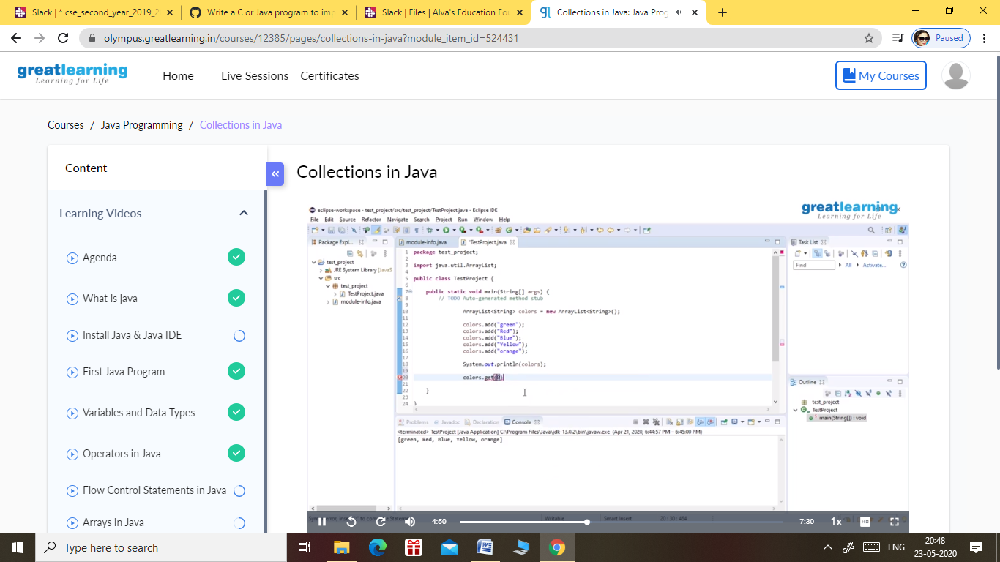 Slack | * cse_second_year_2019_2
Write a C or Java program to imp
Slack | Files | Alva's Education Fou
Collections in Java: Java Prog
olympus.greatlearning.in/courses/12385/pages/collections-in-java?module_item_id=524431
Paused
greatlearning
Learning for Life
Home
Live Sessions
Certificates
My Courses
Courses / Java Programming / Collections in Java
Content
Learning Videos
Agenda
What is java
Install Java & Java IDE
First Java Program
Variables and Data Types
Operators in Java
Flow Control Statements in Java
Arrays in Java
Collections in Java
eclipse-workspace - test_project/src/test_project/TestProject.java - Eclipse IDE
greatlearning
Learning for Life
File Edit Source Refactor Navigate Search Project Run Window Help
Package Expl...
test_project
JRE System Library [JavaS
src
test_project
TestProject.java
module-info.java
module-info.java
*TestProject.java
1 package test_project;
2
3 import java.util.ArrayList;
4
5 public class TestProject {
6
7 public static void main(String[] args) {
8 // TODO Auto-generated method stub
9
10 ArrayList<String> colors = new ArrayList<String>();
11
12 colors.add("green");
13 colors.add("Red");
14 colors.add("Blue");
15 colors.add("Yellow");
16 colors.add("orange");
17
18 System.out.println(colors);
19
20 colors.get()
21
22 }
23
24 }
Task List
Find
All
Activate...
Outline
test_project
TestProject
main(String[]) : void
Problems Javadoc Declaration Console
<terminated> TestProject [Java Application] C:\Program Files\Java\jdk-13.0.2\bin\javaw.exe (Apr 21, 2020, 6:44:57 PM – 6:45:00 PM)
[green, Red, Blue, Yellow, orange]
Writable
Smart Insert
20 : 30 : 464
4:50
-7:30
1x
HD
Type here to search
ENG
20:48
23-05-2020